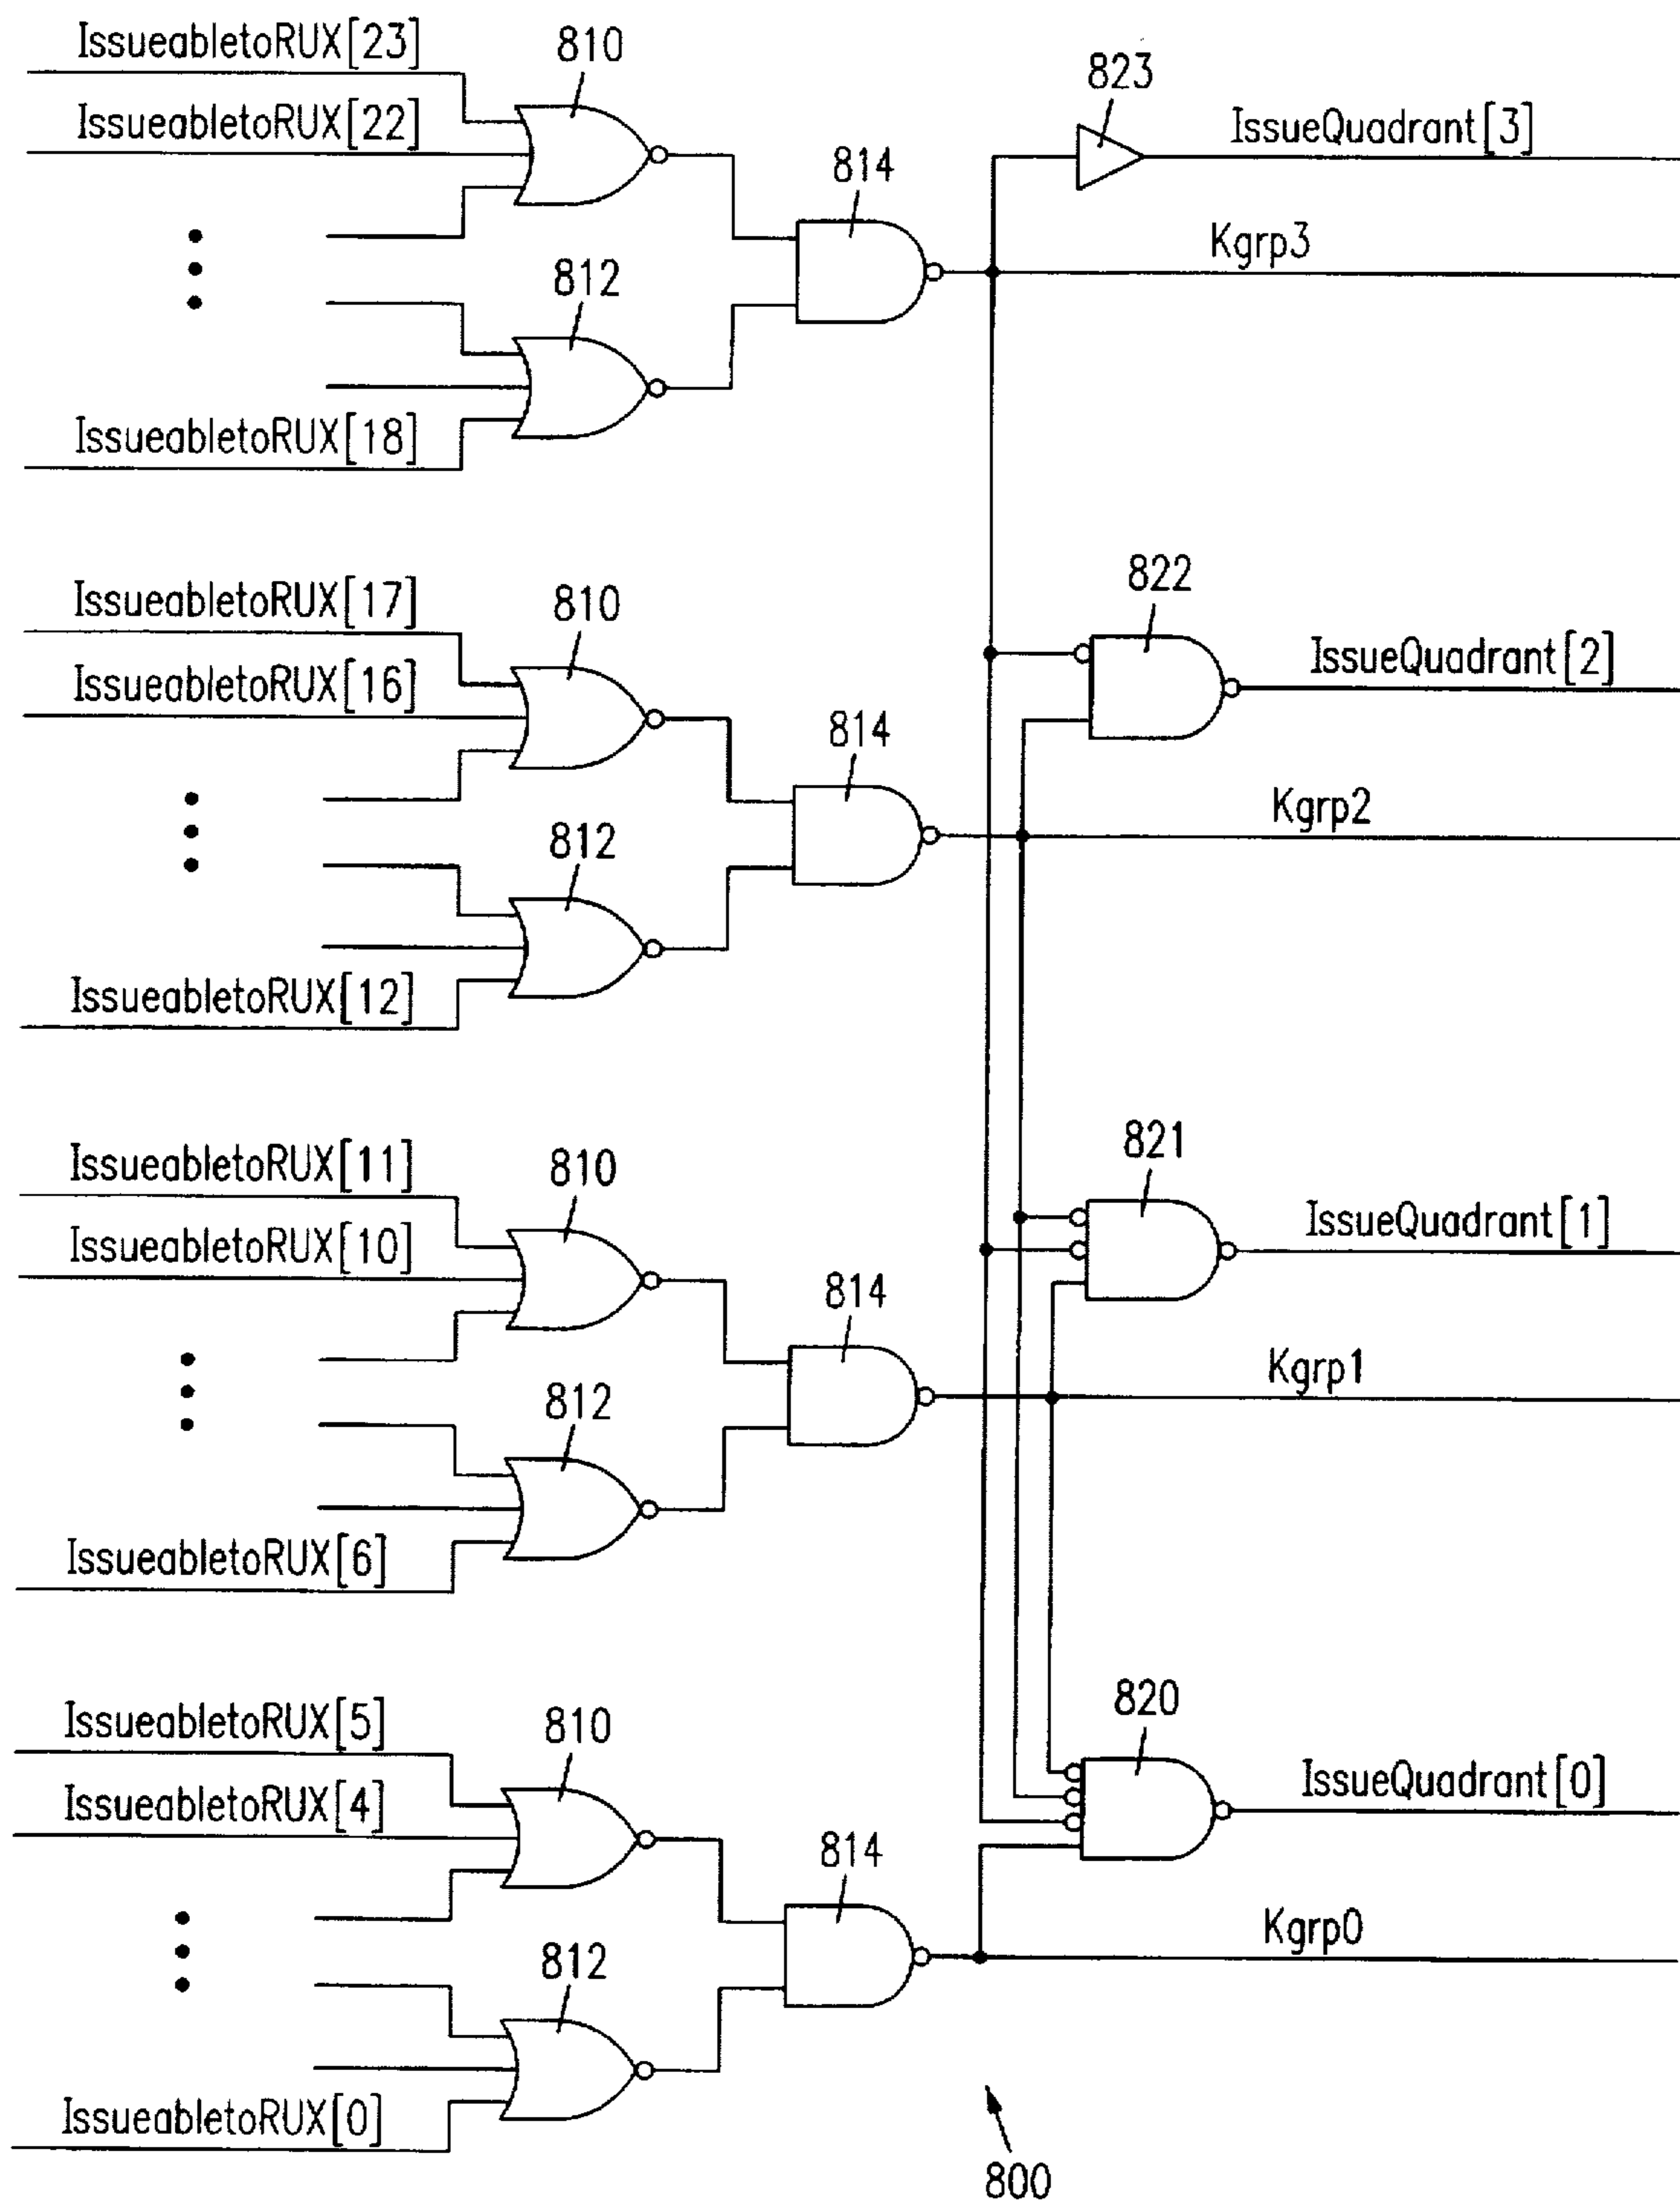 IssueabletoRUX[23]
810
823
IssueabletoRUX[22]
IssueQuadrant[3]
814
Kgrp3
812
IssueabletoRUX[18]
822
IssueabletoRUX[17]
810
IssueQuadrant[2]
IssueabletoRUX[16]
814
Kgrp2
812
IssueabletoRUX[12]
821
IssueabletoRUX[11]
810
IssueQuadrant[1]
IssueabletoRUX[10]
814
Kgrp1
812
IssueabletoRUX[6]
820
IssueabletoRUX[5]
810
IssueQuadrant[0]
IssueabletoRUX[4]
814
Kgrp0
812
IssueabletoRUX[0]
800